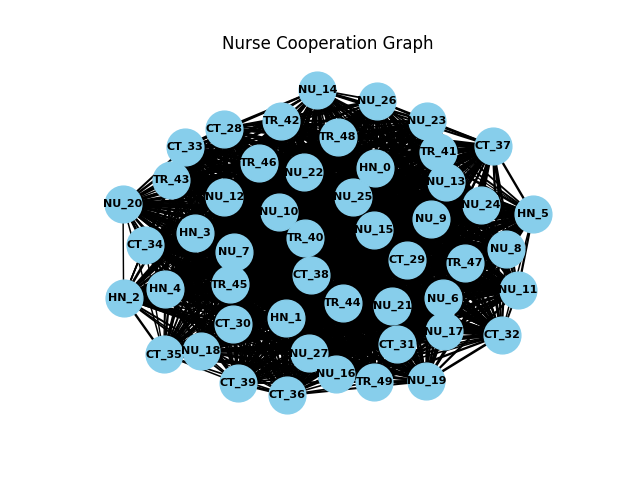 Nurse Cooperation Graph
NU_14
NU_26
TR_42
NU_23
CT_28
TR_48
CT_33
CT_37
TR_41
TR_46
HN_0
NU_22
TR_43
NU_13
NU_12
NU_25
NU_20
NU_24
NU_10
HN_5
NU_9
NU_15
HN_3
TR_40
CT_34
NU_8
NU_7
CT_29
TR_47
CT_38
TR_45
HN_4
NU_11
HN_2
NU_6
TR_44
NU_21
HN_1
CT_30
NU_17
CT_32
CT_31
NU_18
CT_35
NU_27
NU_16
NU_19
TR_49
CT_39
CT_36